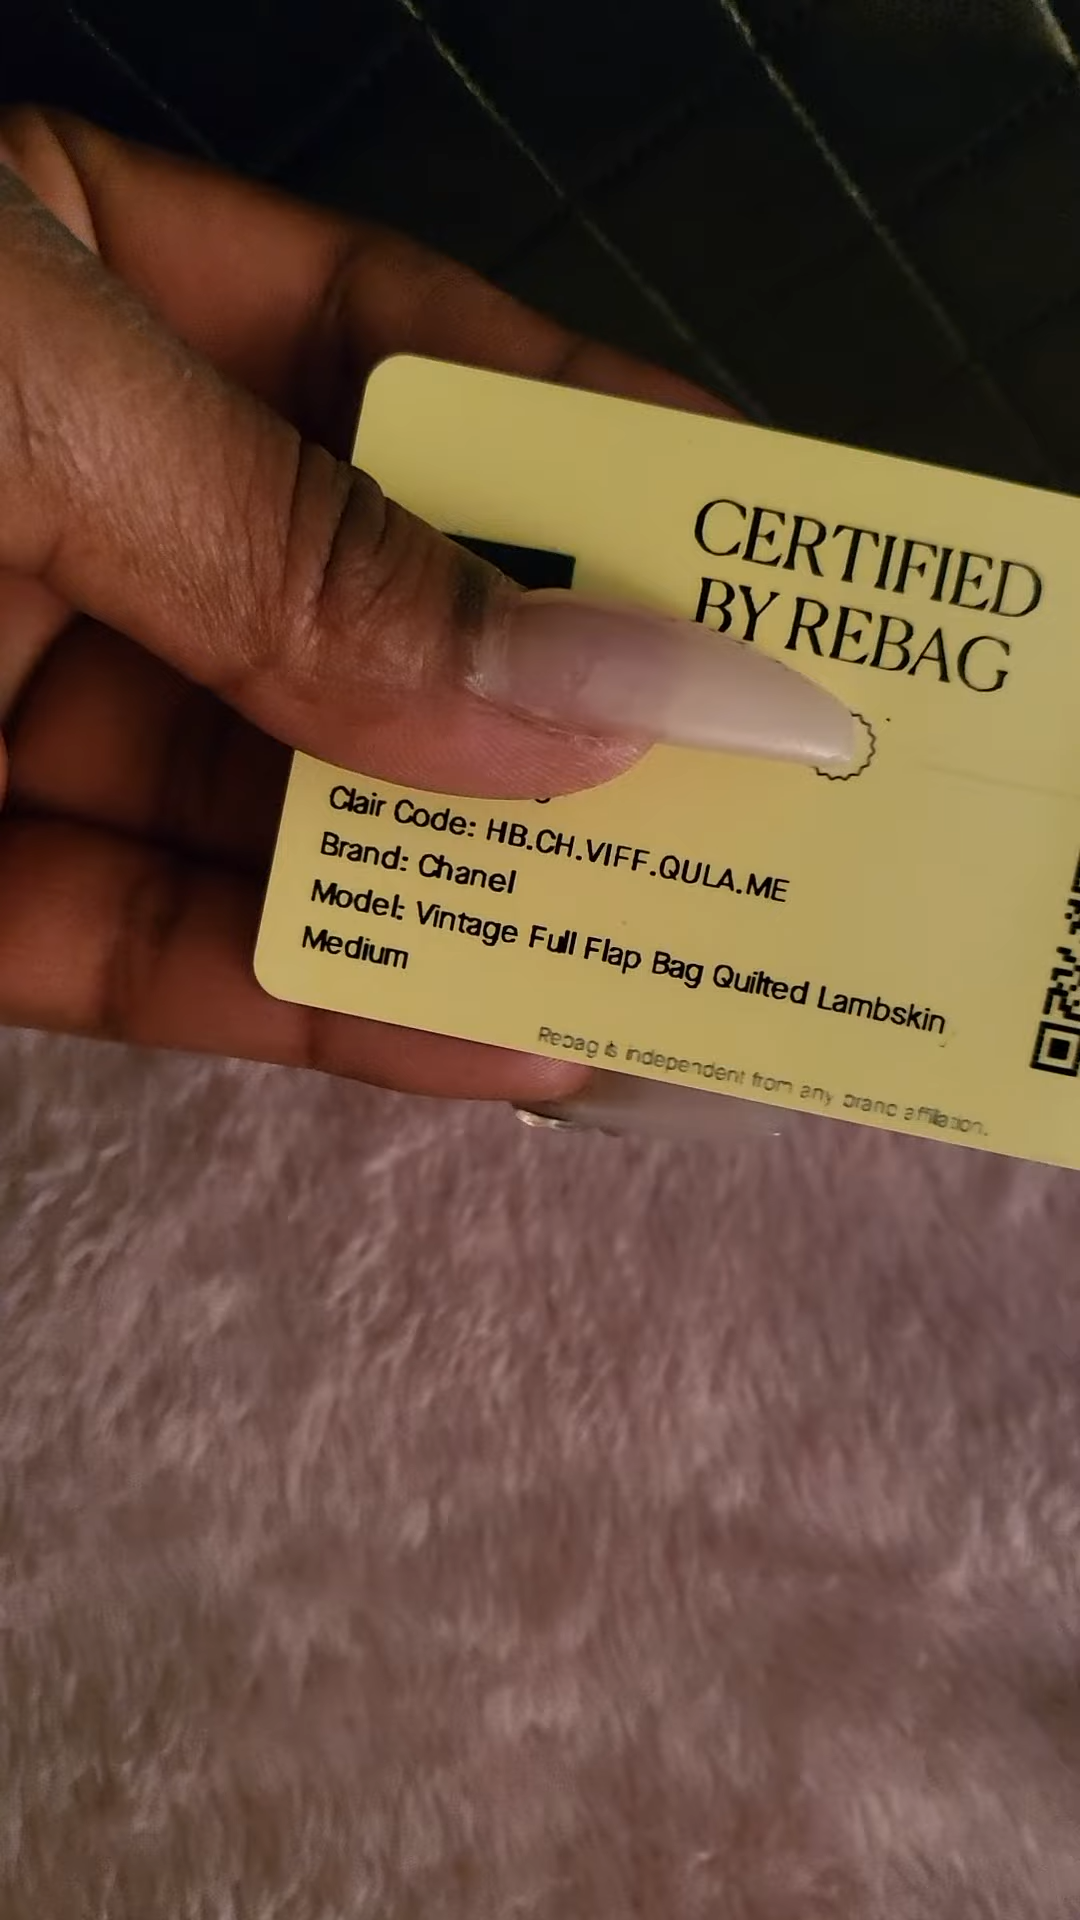 CERTIFIED
BY REBAG
Clair Code: HB.CH.VIFF.QULA.ME
Brand: Chanel
Model: Vintage Full Flap Bag Quilted Lambskin
Medium
Rebag is independent from any brand affiliation.